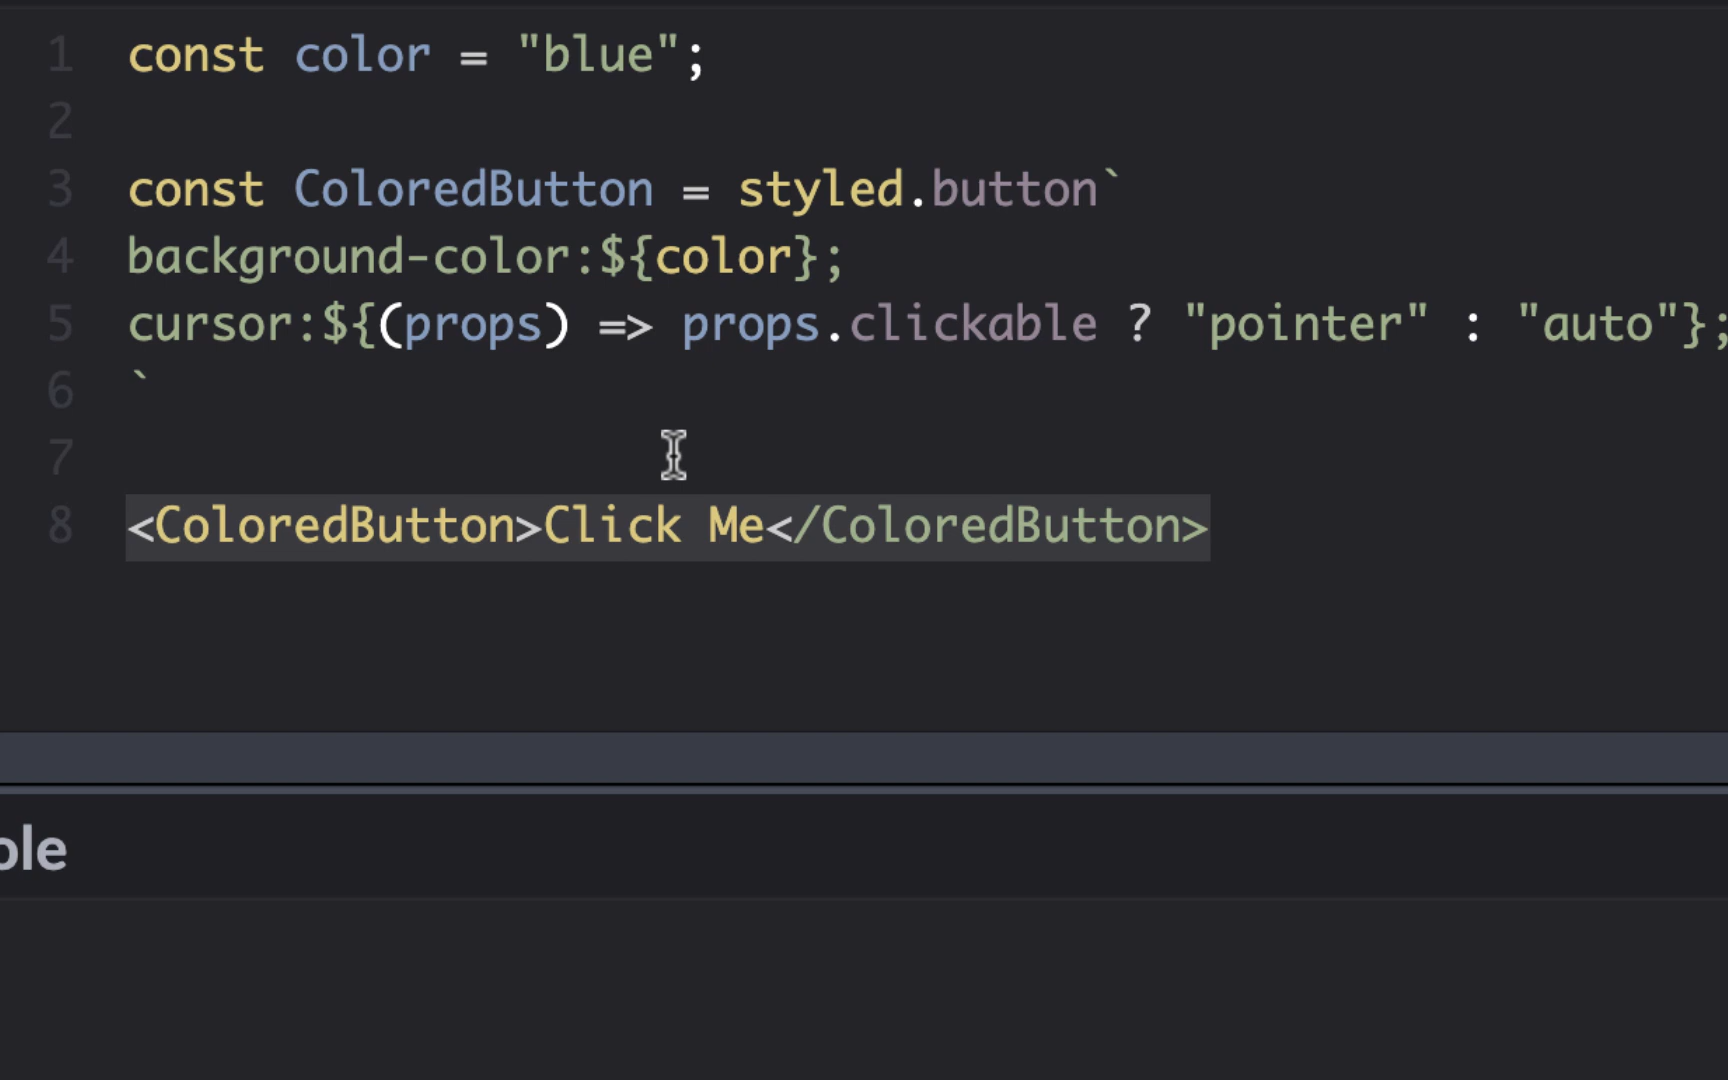 1 const color = "blue";
2
3 const ColoredButton = styled.button`
4 background-color:${color};
5 cursor:${(props) => props.clickable ? "pointer" : "auto"};
6 `
7
8 <ColoredButton>Click Me</ColoredButton>
ole